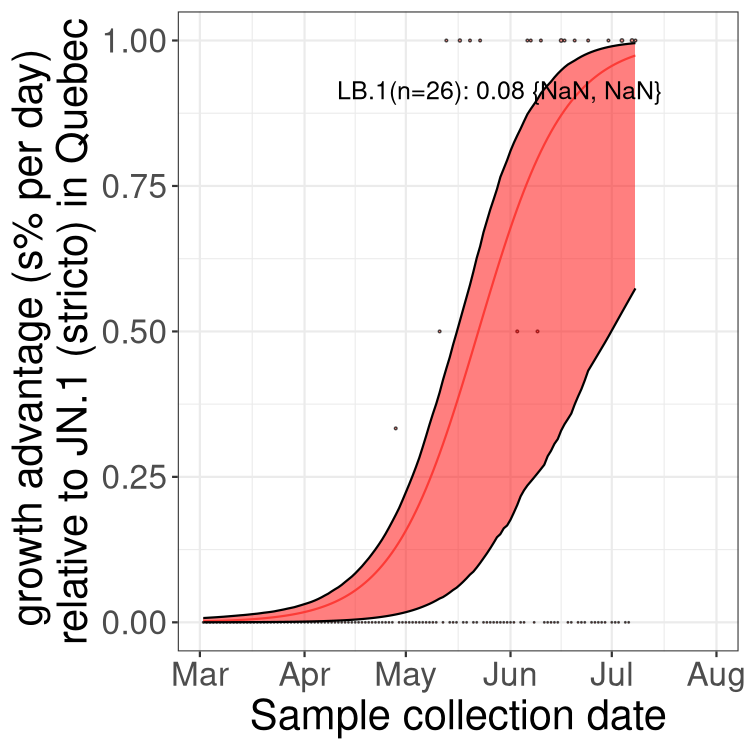 growth advantage (s% per day)
relative to JN.1 (stricto) in Quebec
1.00
0.75
0.50
0.25
0.00
LB.1(n=26): 0.08 {NaN, NaN}
Mar Apr May Jun Jul Aug
Sample collection date